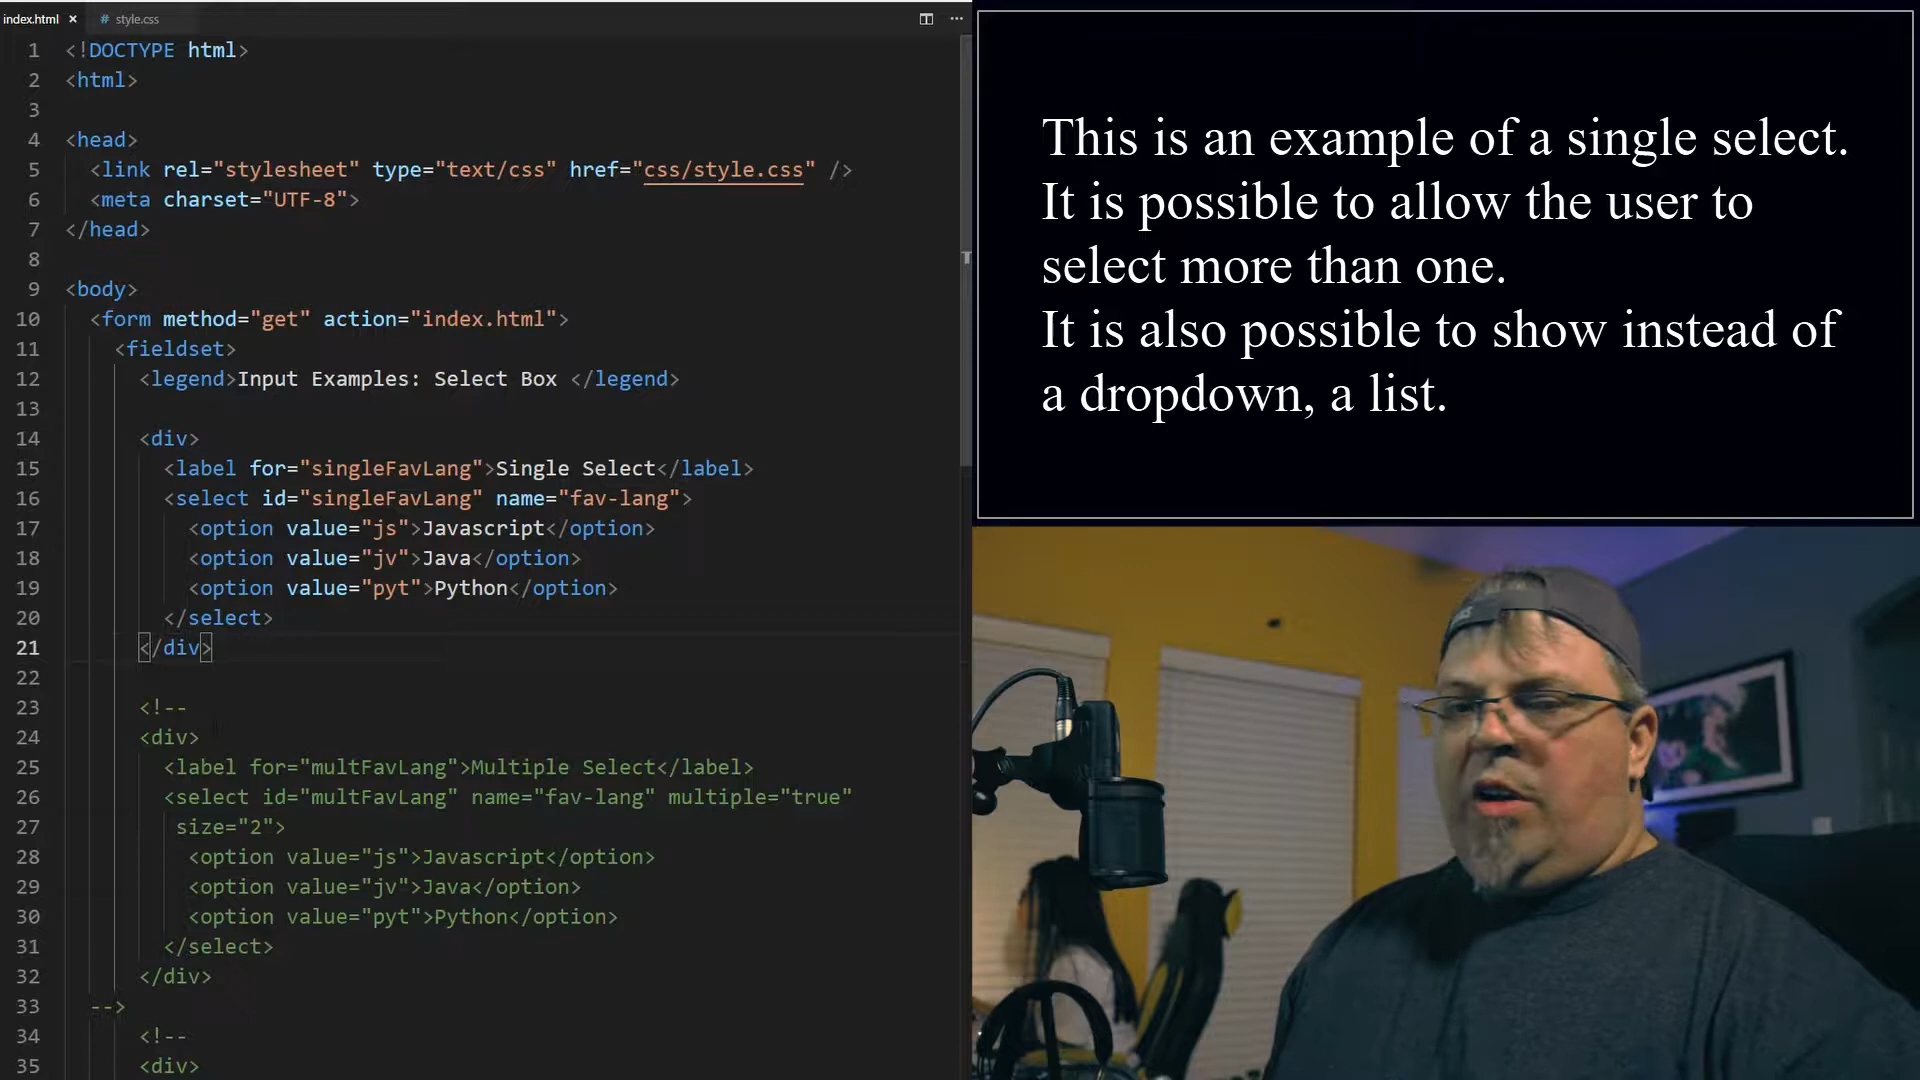 index.html × # style.css
1 <!DOCTYPE html>
2 <html>
3
4 <head>
5 <link rel="stylesheet" type="text/css" href="css/style.css" />
6 <meta charset="UTF-8">
7 </head>
8
9 <body>
10 <form method="get" action="index.html">
11 <fieldset>
12 <legend>Input Examples: Select Box </legend>
13
14 <div>
15 <label for="singleFavLang">Single Select</label>
16 <select id="singleFavLang" name="fav-lang">
17 <option value="js">Javascript</option>
18 <option value="jv">Java</option>
19 <option value="pyt">Python</option>
20 </select>
21 </div>
22
23 <!--
24 <div>
25 <label for="multFavLang">Multiple Select</label>
26 <select id="multFavLang" name="fav-lang" multiple="true"
27 size="2">
28 <option value="js">Javascript</option>
29 <option value="jv">Java</option>
30 <option value="pyt">Python</option>
31 </select>
32 </div>
33 -->
34 <!--
35 <div>
This is an example of a single select.
It is possible to allow the user to
select more than one.
It is also possible to show instead of
a dropdown, a list.